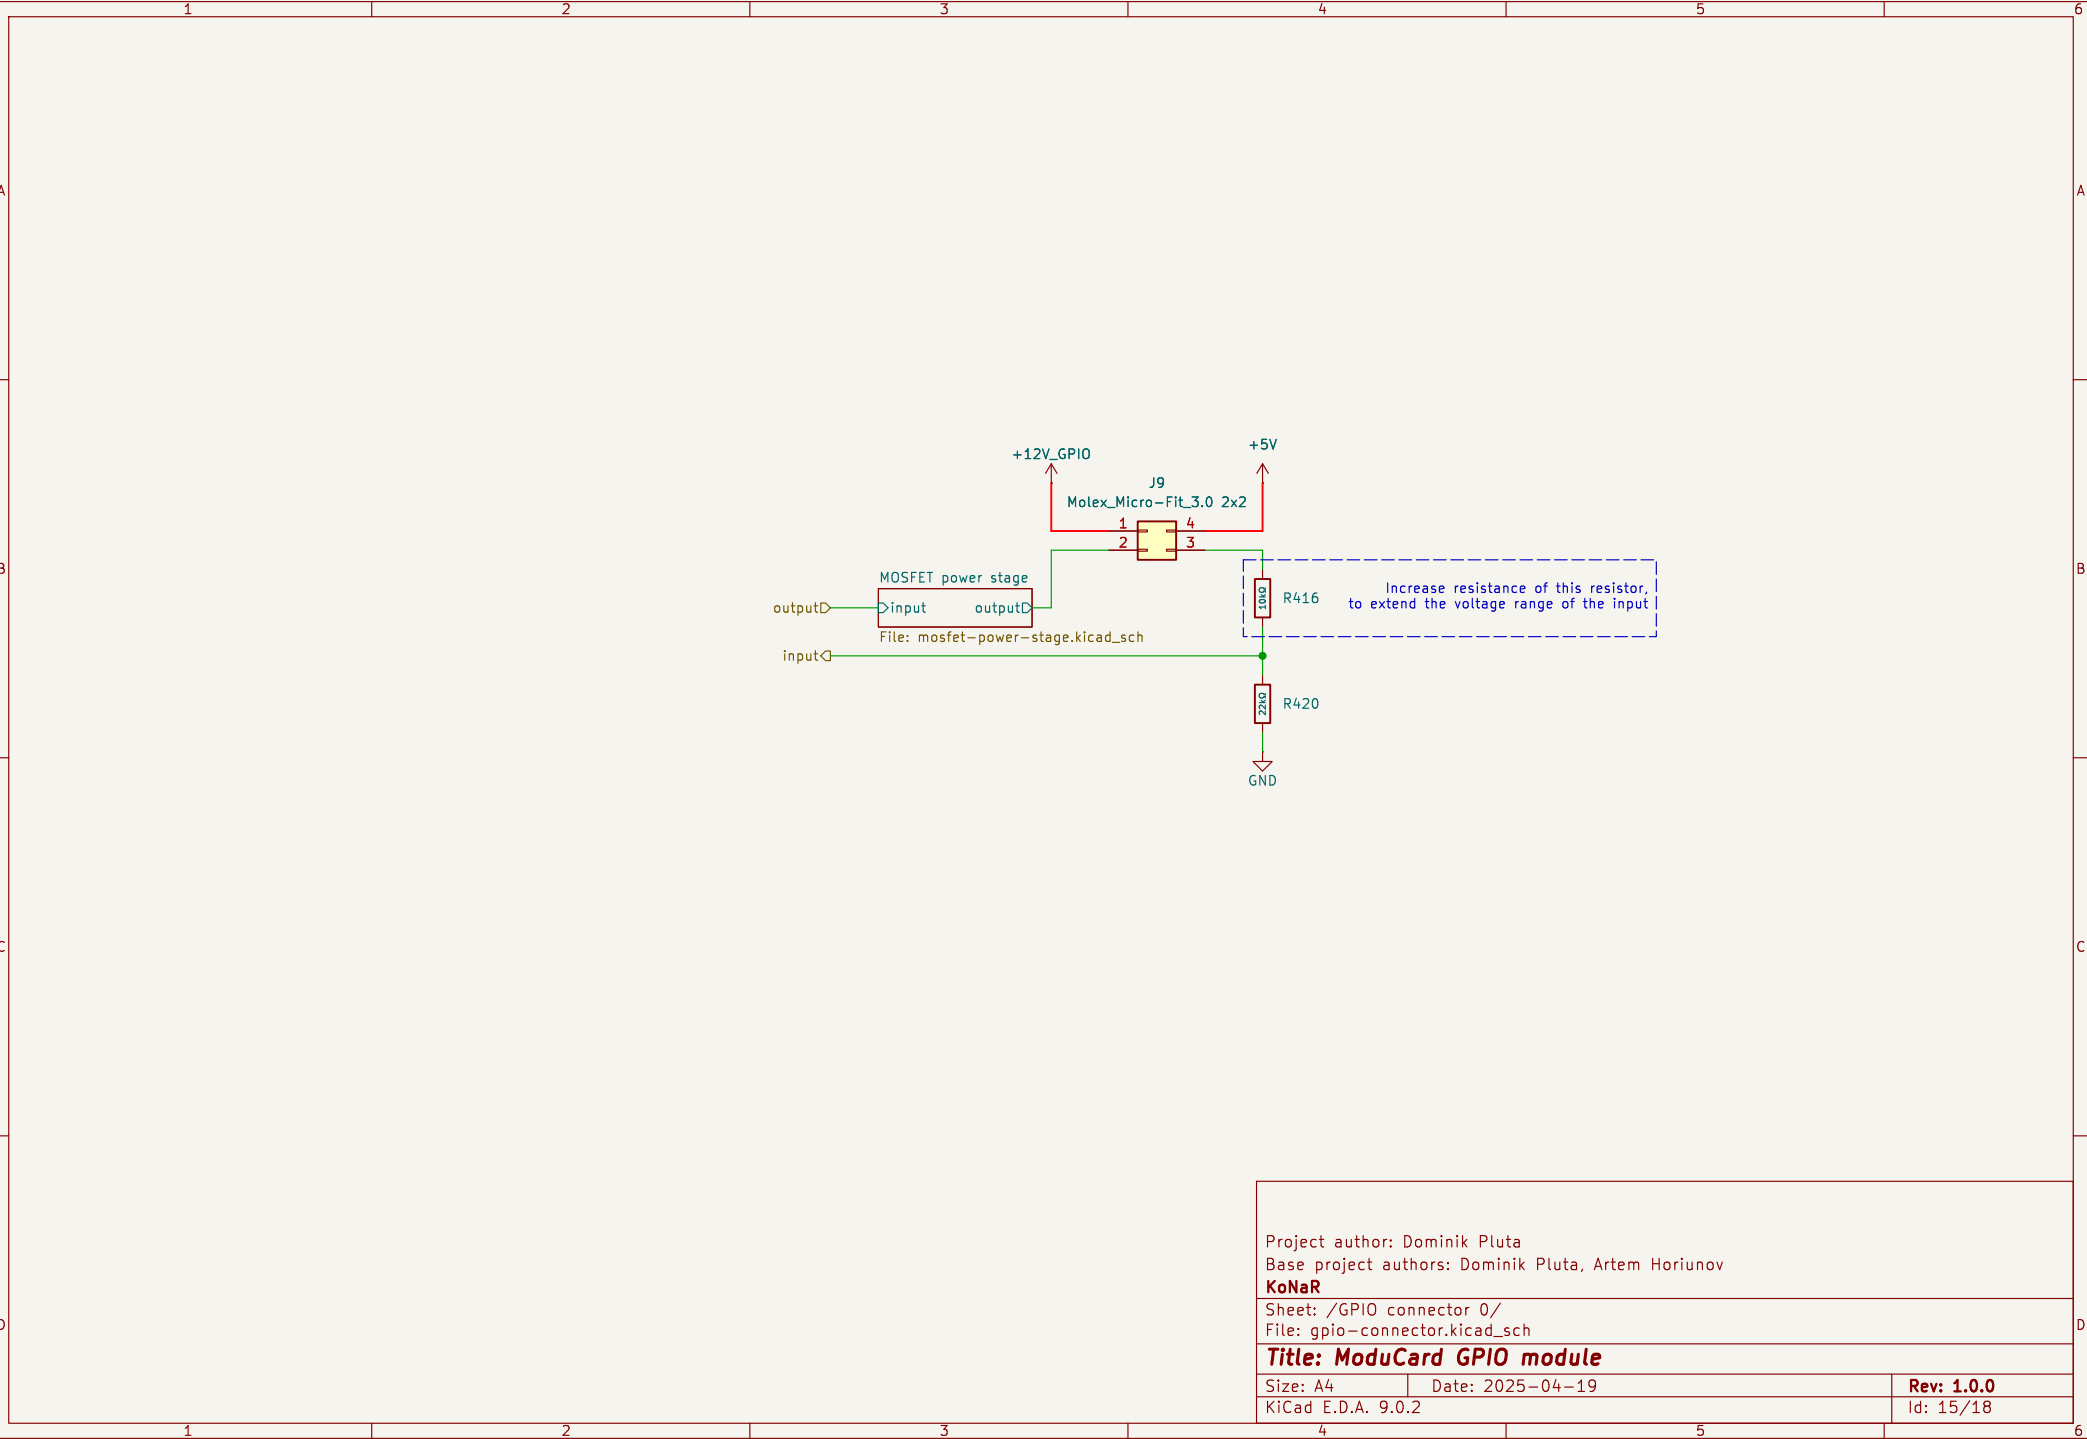 1 2 3 4 5 6
A A
+5V
+12V_GPIO
J9
Molex_Micro-Fit_3.0 2x2
1 4
2 3
B B
MOSFET power stage
Increase resistance of this resistor,
to extend the voltage range of the input
10kΩ R416
output input output
File: mosfet-power-stage.kicad_sch
input
22kΩ R420
GND
C C
Project author: Dominik Pluta
Base project authors: Dominik Pluta, Artem Horiunov
KoNaR
Sheet: /GPIO connector 0/
File: gpio-connector.kicad_sch
D D
Title: ModuCard GPIO module
Size: A4 Date: 2025-04-19 Rev: 1.0.0
KiCad E.D.A. 9.0.2 Id: 15/18
1 2 3 4 5 6